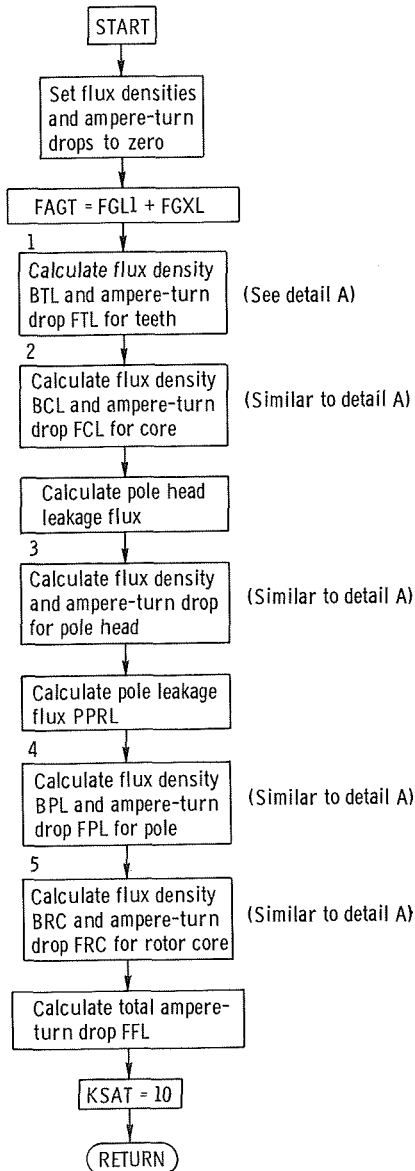 START
Set flux densities
and ampere-turn
drops to zero
FAGT = FGL1 + FGXL
1
Calculate flux density
BTL and ampere-turn
drop FTL for teeth
(See detail A)
2
Calculate flux density
BCL and ampere-turn
drop FCL for core
(Similar to detail A)
Calculate pole head
leakage flux
3
Calculate flux density
and ampere-turn drop
for pole head
(Similar to detail A)
Calculate pole leakage
flux PPRL
4
Calculate flux density
BPL and ampere-turn
drop FPL for pole
(Similar to detail A)
5
Calculate flux density
BRC and ampere-turn
drop FRC for rotor core
(Similar to detail A)
Calculate total ampere-
turn drop FFL
KSAT = 10
RETURN